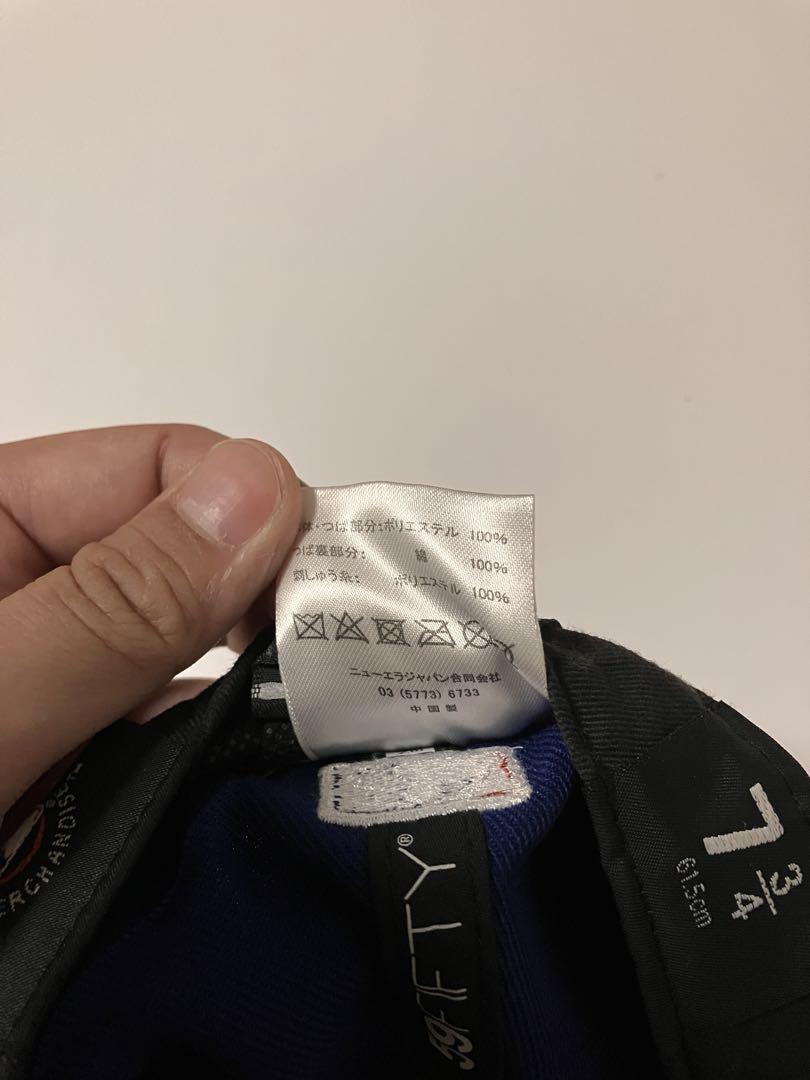 体・つば部分:ポリエステル 100%
つば裏部分: 綿 100%
刺しゅう糸: ポリエステル 100%
ニューエラジャパン合同会社
03 (5773) 6733
中国製
59FIFTY®
7 3/4
61.5cm